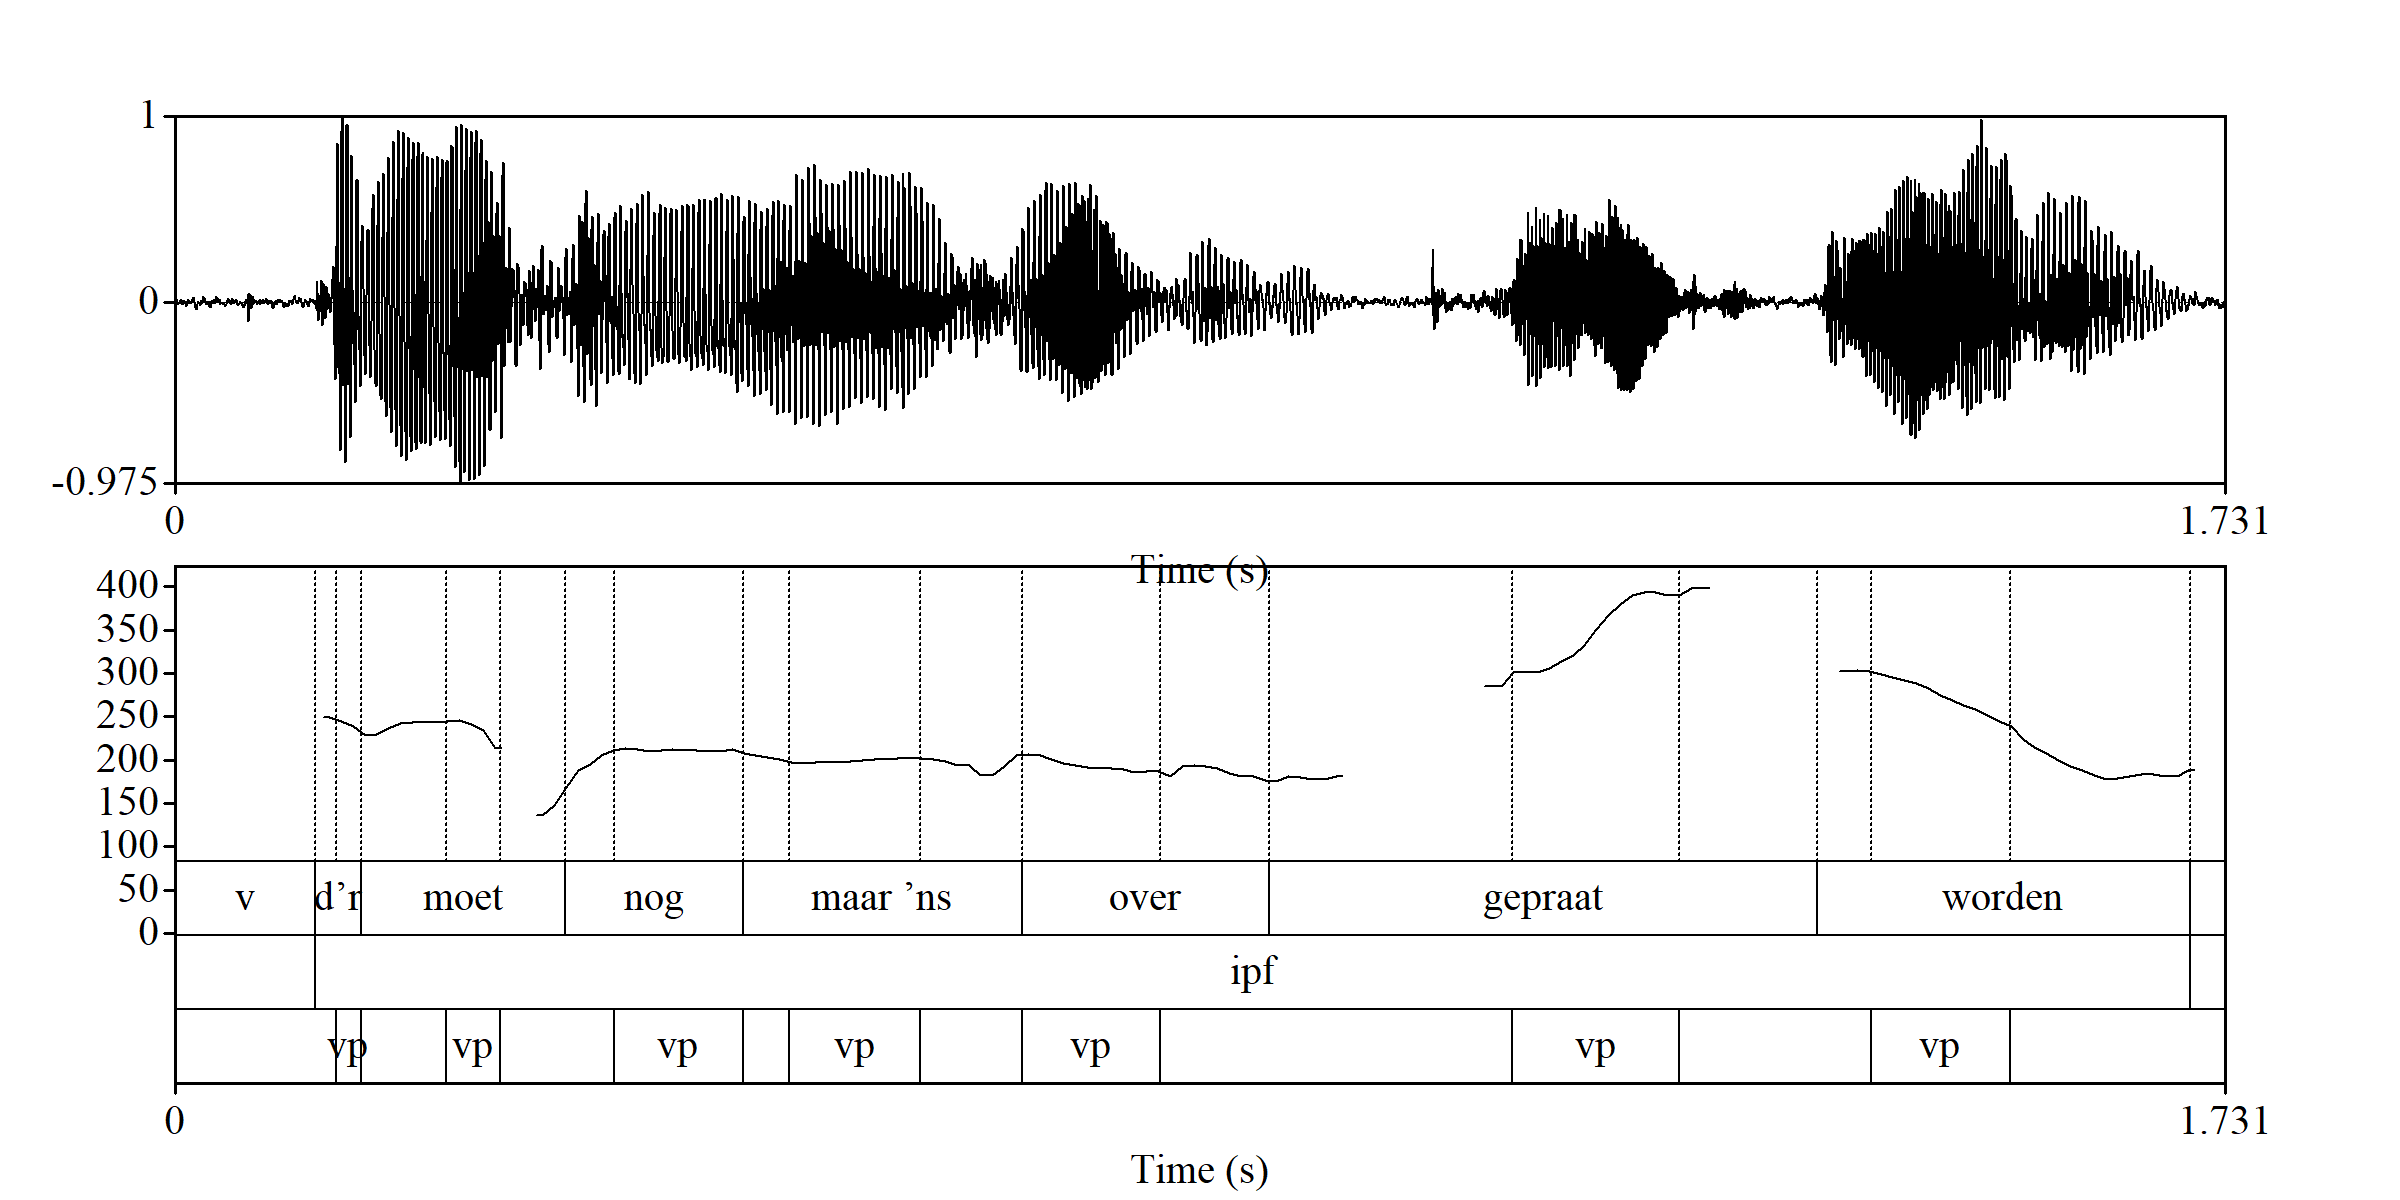 1
0
-0.975
0 1.731
Time (s)
400
350
300
250
200
150
100
50
0
v d’r moet nog maar ’ns over gepraat worden
ipf
vp vp vp vp vp vp vp
0 1.731
Time (s)